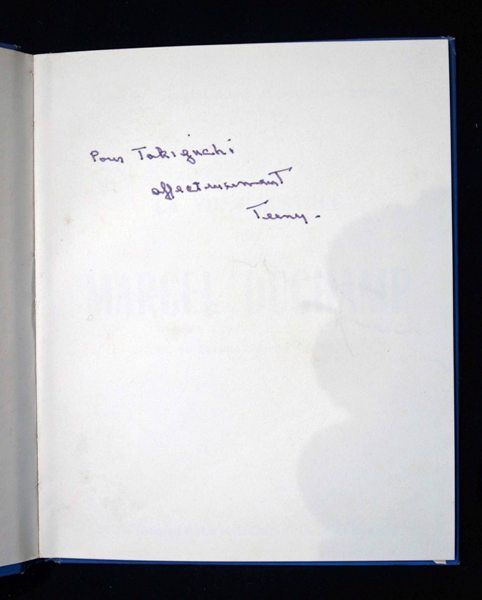 Pour Takiguchi
affectueusement
Teeny.
MARCEL DUCHAMP